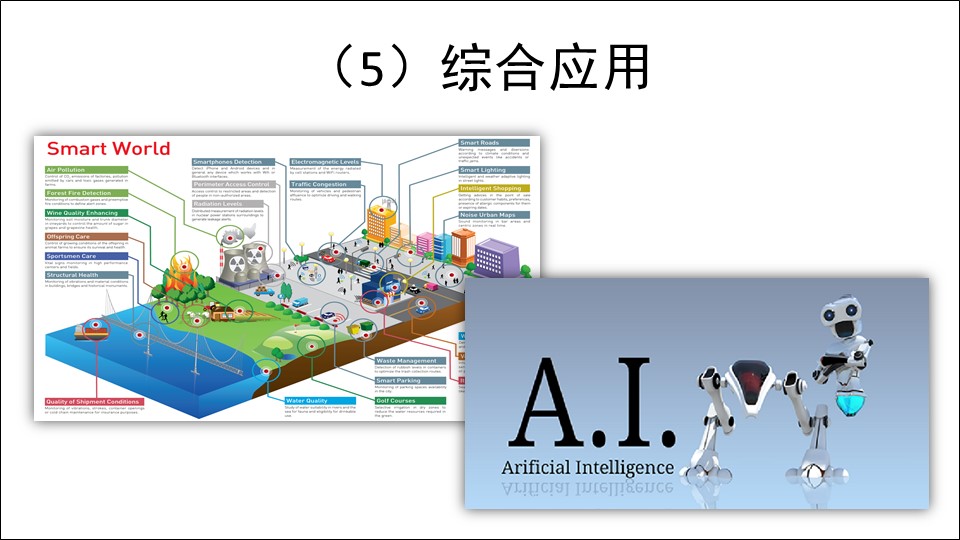 （5）综合应用
Smart World
Air Pollution
Control of CO₂ emissions of factories, pollution
emitted by cars and toxic gases generated in
farms.
Forest Fire Detection
Monitoring of combustion gases and preemptive
fire conditions to define alert zones.
Wine Quality Enhancing
Monitoring soil moisture and trunk diameter
in vineyards to control the amount of sugar in
grapes and grapevine health.
Offspring Care
Control of growing conditions of the offspring in
animal farms to ensure its survival and health.
Sportsmen Care
Vital signs monitoring in high performance
centers and fields.
Structural Health
Monitoring of vibrations and material conditions
in buildings, bridges and historical monuments.
Quality of Shipment Conditions
Monitoring of vibrations, strokes, container openings
or cold chain maintenance for insurance purposes.
Smartphones Detection
Detect iPhone and Android devices and in
general any device which works with Wifi or
Bluetooth interfaces.
Perimeter Access Control
Access control to restricted areas and detection
of people in non-authorized areas.
Radiation Levels
Distributed measurement of radiation levels
in nuclear power stations surroundings to
generate leakage alerts.
Electromagnetic Levels
Measurement of the energy radiated
by cell stations and WiFi routers.
Traffic Congestion
Monitoring of vehicles and pedestrian
affluence to optimize driving and walking
routes.
Smart Roads
Warning messages and diversions
according to climate conditions and
unexpected events like accidents or
traffic jams.
Smart Lighting
Intelligent and weather adaptive lighting
in street lights.
Intelligent Shopping
Getting advices in the point of sale
according to customer habits, preferences,
presence of allergic components for them
or expiring dates.
Noise Urban Maps
Sound monitoring in bar areas and
centric zones in real time.
Water Quality
Study of water suitability in rivers and the
sea for fauna and eligibility for drinkable
use.
Waste Management
Detection of rubbish levels in containers
to optimize the trash collection routes.
Smart Parking
Monitoring of parking spaces availability
in the city.
Golf Courses
Selective irrigation in dry zones to
reduce the water resources required in
the green.
A.I.
Arificial Intelligence